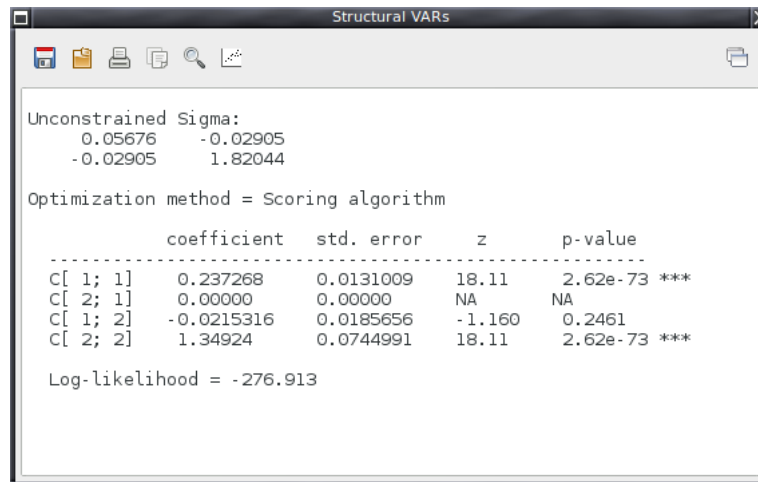 Structural VARs
Unconstrained Sigma:
0.05676 -0.02905
-0.02905 1.82044
Optimization method = Scoring algorithm
coefficient std. error z p-value
---------------------------------------------------------
C[ 1; 1] 0.237268 0.0131009 18.11 2.62e-73 ***
C[ 2; 1] 0.00000 0.00000 NA NA
C[ 1; 2] -0.0215316 0.0185656 -1.160 0.2461
C[ 2; 2] 1.34924 0.0744991 18.11 2.62e-73 ***
Log-likelihood = -276.913